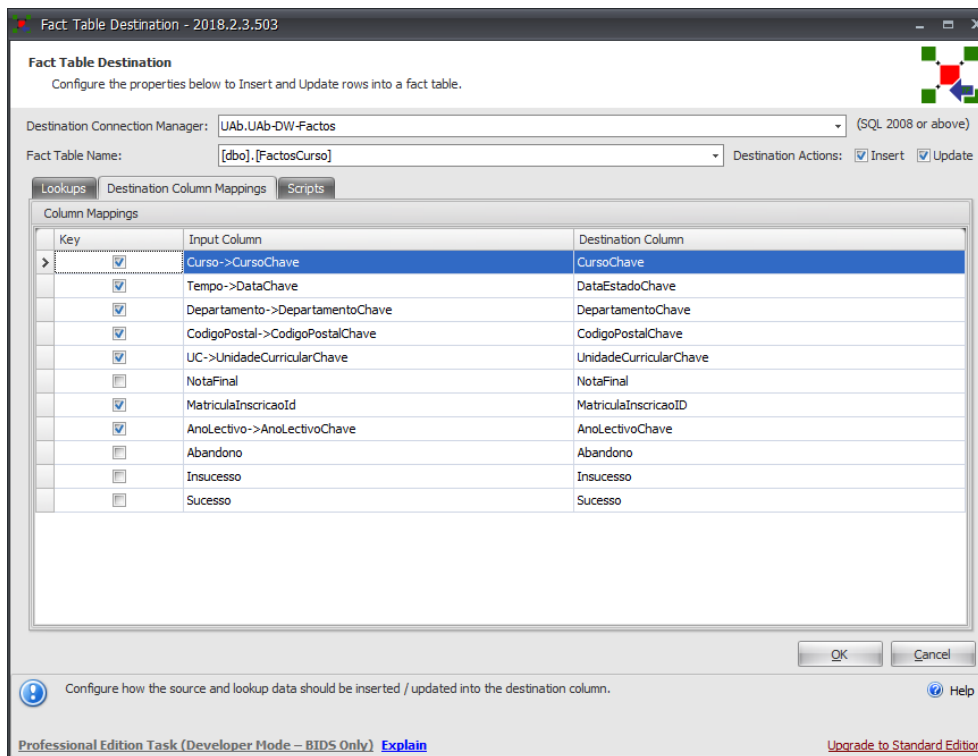 Fact Table Destination - 2018.2.3.503
Fact Table Destination
Configure the properties below to Insert and Update rows into a fact table.
Destination Connection Manager: UAb.UAb-DW-Factos (SQL 2008 or above)
Fact Table Name: [dbo].[FactosCurso] Destination Actions: Insert Update
Lookups Destination Column Mappings Scripts
Column Mappings
Key Input Column Destination Column
Curso->CursoChave CursoChave
Tempo->DataChave DataEstadoChave
Departamento->DepartamentoChave DepartamentoChave
CodigoPostal->CodigoPostalChave CodigoPostalChave
UC->UnidadeCurricularChave UnidadeCurricularChave
NotaFinal NotaFinal
MatriculaInscricaoId MatriculaInscricaoID
AnoLectivo->AnoLectivoChave AnoLectivoChave
Abandono Abandono
Insucesso Insucesso
Sucesso Sucesso
OK Cancel
Configure how the source and lookup data should be inserted / updated into the destination column. Help
Professional Edition Task (Developer Mode – BIDS Only) Explain Upgrade to Standard Edition